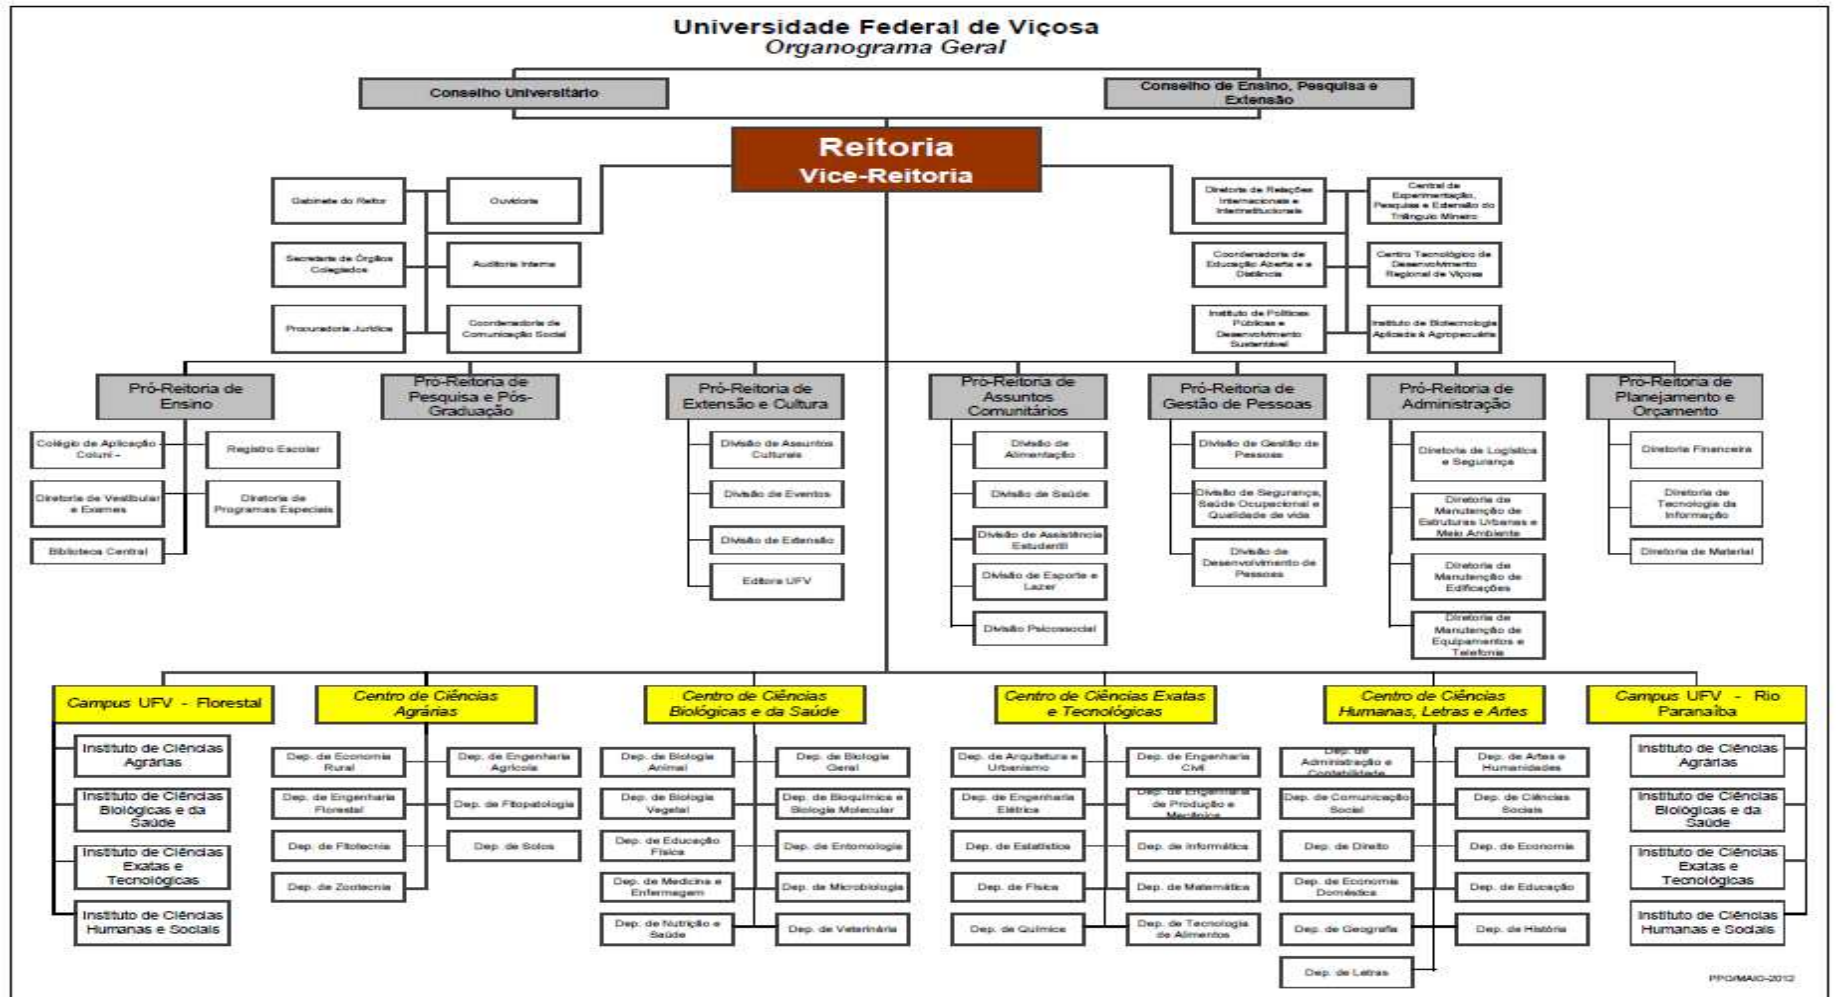 Universidade Federal de Viçosa
Organograma Geral
Conselho Universitário
Conselho de Ensino, Pesquisa e
Extensão
Reitoria
Vice-Reitoria
Gabinete do Reitor
Ouvidoria
Secretaria de Órgãos
Colegiados
Auditoria Interna
Procuradoria Jurídica
Coordenadoria de
Comunicação Social
Diretoria de Relações
Internacionais e
Interinstitucionais
Central de
Experimentação,
Pesquisa e Extensão do
Triângulo Mineiro
Coordenadoria de
Educação Aberta e a
Distância
Centro Tecnológico de
Desenvolvimento
Regional de Viçosa
Instituto de Políticas
Públicas e
Desenvolvimento
Sustentável
Instituto de Biotecnologia
Aplicada à Agropecuária
Pró-Reitoria de
Ensino
Pró-Reitoria de
Pesquisa e Pós-
Graduação
Pró-Reitoria de
Extensão e Cultura
Pró-Reitoria de
Assuntos
Comunitários
Pró-Reitoria de
Gestão de Pessoas
Pró-Reitoria de
Administração
Pró-Reitoria de
Planejamento e
Orçamento
Colégio de Aplicação -
Coluni -
Registro Escolar
Diretoria de Vestibular
e Exames
Diretoria de
Programas Especiais
Biblioteca Central
Divisão de Assuntos
Culturais
Divisão de Eventos
Divisão de Extensão
Editora UFV
Divisão de
Alimentação
Divisão de Saúde
Divisão de Assistência
Estudantil
Divisão de Esporte e
Lazer
Divisão Psicossocial
Divisão de Gestão de
Pessoas
Divisão de Segurança,
Saúde Ocupacional e
Qualidade de vida
Divisão de
Desenvolvimento de
Pessoas
Diretoria de Logística
e Segurança
Diretoria de
Manutenção de
Estruturas Urbanas e
Meio Ambiente
Diretoria de
Manutenção de
Edificações
Diretoria de
Manutenção de
Equipamentos e
Telefonia
Diretoria Financeira
Diretoria de
Tecnologia da
Informação
Diretoria de Material
Campus UFV - Florestal
Centro de Ciências
Agrárias
Centro de Ciências
Biológicas e da Saúde
Centro de Ciências Exatas
e Tecnológicas
Centro de Ciências
Humanas, Letras e Artes
Campus UFV - Rio
Paranaíba
Instituto de Ciências
Agrárias
Instituto de Ciências
Biológicas e da
Saúde
Instituto de Ciências
Exatas e
Tecnológicas
Instituto de Ciências
Humanas e Sociais
Dep. de Economia
Rural
Dep. de Engenharia
Agrícola
Dep. de Engenharia
Florestal
Dep. de Fitopatologia
Dep. de Fitotecnia
Dep. de Solos
Dep. de Zootecnia
Dep. de Biologia
Animal
Dep. de Biologia
Geral
Dep. de Biologia
Vegetal
Dep. de Bioquímica e
Biologia Molecular
Dep. de Educação
Física
Dep. de Entomologia
Dep. de Medicina e
Enfermagem
Dep. de Microbiologia
Dep. de Nutrição e
Saúde
Dep. de Veterinária
Dep. de Arquitetura e
Urbanismo
Dep. de Engenharia
Civil
Dep. de Engenharia
Elétrica
Dep. de Engenharia
de Produção e
Mecânica
Dep. de Estatística
Dep. de Informática
Dep. de Física
Dep. de Matemática
Dep. de Química
Dep. de Tecnologia
de Alimentos
Dep. de
Administração e
Contabilidade
Dep. de Artes e
Humanidades
Dep. de Comunicação
Social
Dep. de Ciências
Sociais
Dep. de Direito
Dep. de Economia
Dep. de Economia
Doméstica
Dep. de Educação
Dep. de Geografia
Dep. de História
Dep. de Letras
Instituto de Ciências
Agrárias
Instituto de Ciências
Biológicas e da
Saúde
Instituto de Ciências
Exatas e
Tecnológicas
Instituto de Ciências
Humanas e Sociais
PPO/MAIO-2012